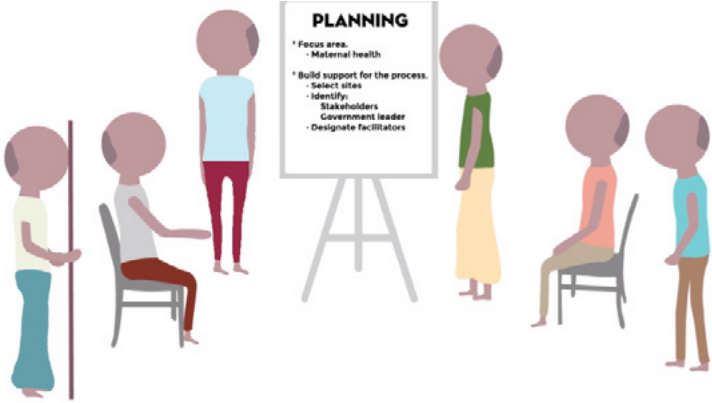 PLANNING
* Focus area.
- Maternal health
* Build support for the process.
- Select sites
- Identify:
Stakeholders
Government leader
- Designate facilitators